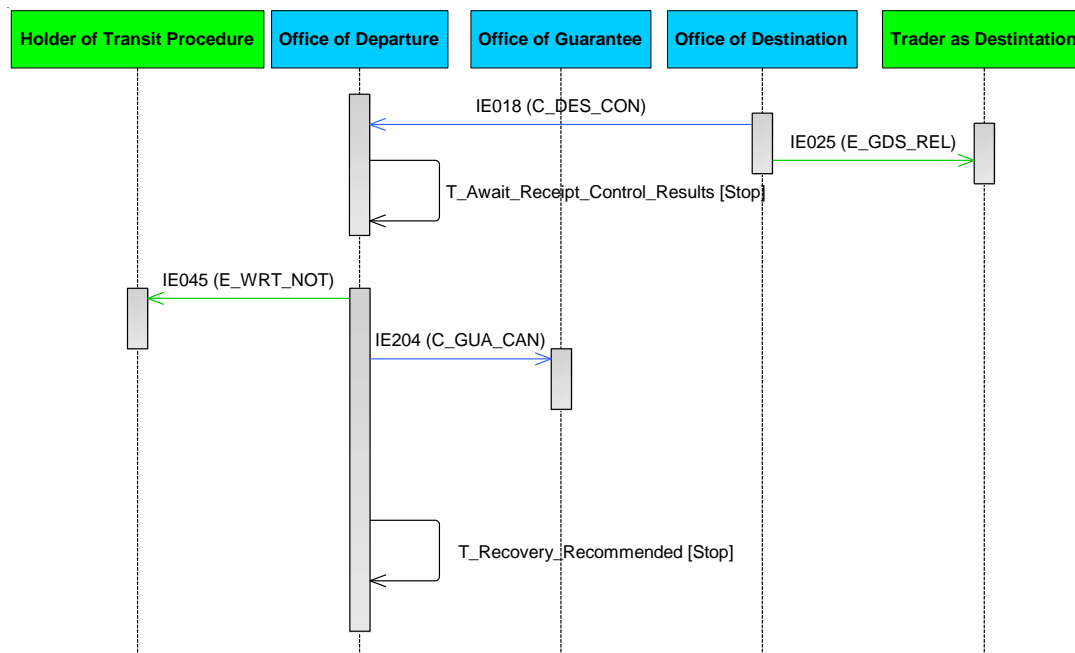 Holder of Transit Procedure
Office of Departure
Office of Guarantee
Office of Destination
Trader as Destintation
IE018 (C_DES_CON)
IE025 (E_GDS_REL)
T_Await_Receipt_Control_Results [Stop]
IE045 (E_WRT_NOT)
IE204 (C_GUA_CAN)
T_Recovery_Recommended [Stop]